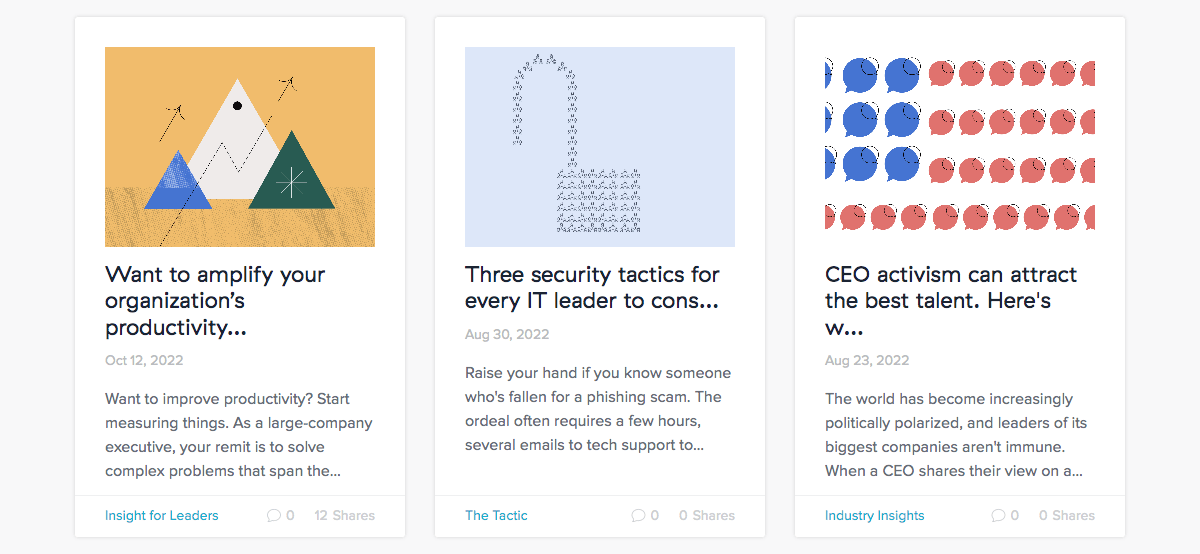 Want to amplify your
organization’s
productivity...
Oct 12, 2022
Want to improve productivity? Start
measuring things. As a large-company
executive, your remit is to solve
complex problems that span the...
Insight for Leaders
0
12 Shares
Three security tactics for
every IT leader to cons...
Aug 30, 2022
Raise your hand if you know someone
who's fallen for a phishing scam. The
ordeal often requires a few hours,
several emails to tech support to...
The Tactic
0
0 Shares
CEO activism can attract
the best talent. Here's
w...
Aug 23, 2022
The world has become increasingly
politically polarized, and leaders of its
biggest companies aren't immune.
When a CEO shares their view on a...
Industry Insights
0
0 Shares